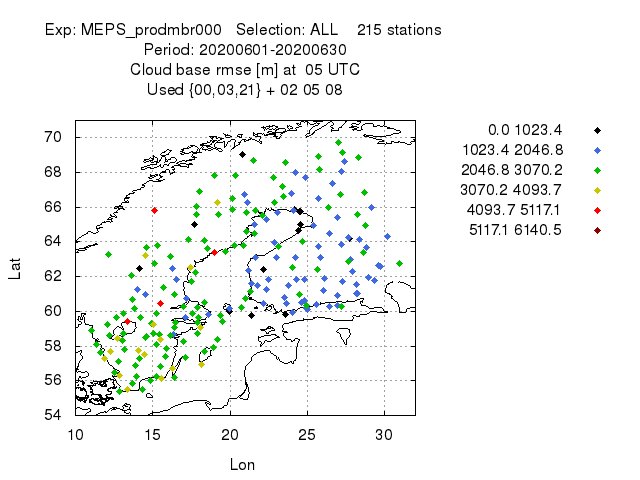 Exp: MEPS_prodmbr000 Selection: ALL 215 stations
Period: 20200601-20200630
Cloud base rmse [m] at 05 UTC
Used {00,03,21} + 02 05 08
0.0 1023.4
1023.4 2046.8
2046.8 3070.2
3070.2 4093.7
4093.7 5117.1
5117.1 6140.5
Lat
70
68
66
64
62
60
58
56
54
10 15 20 25 30
Lon